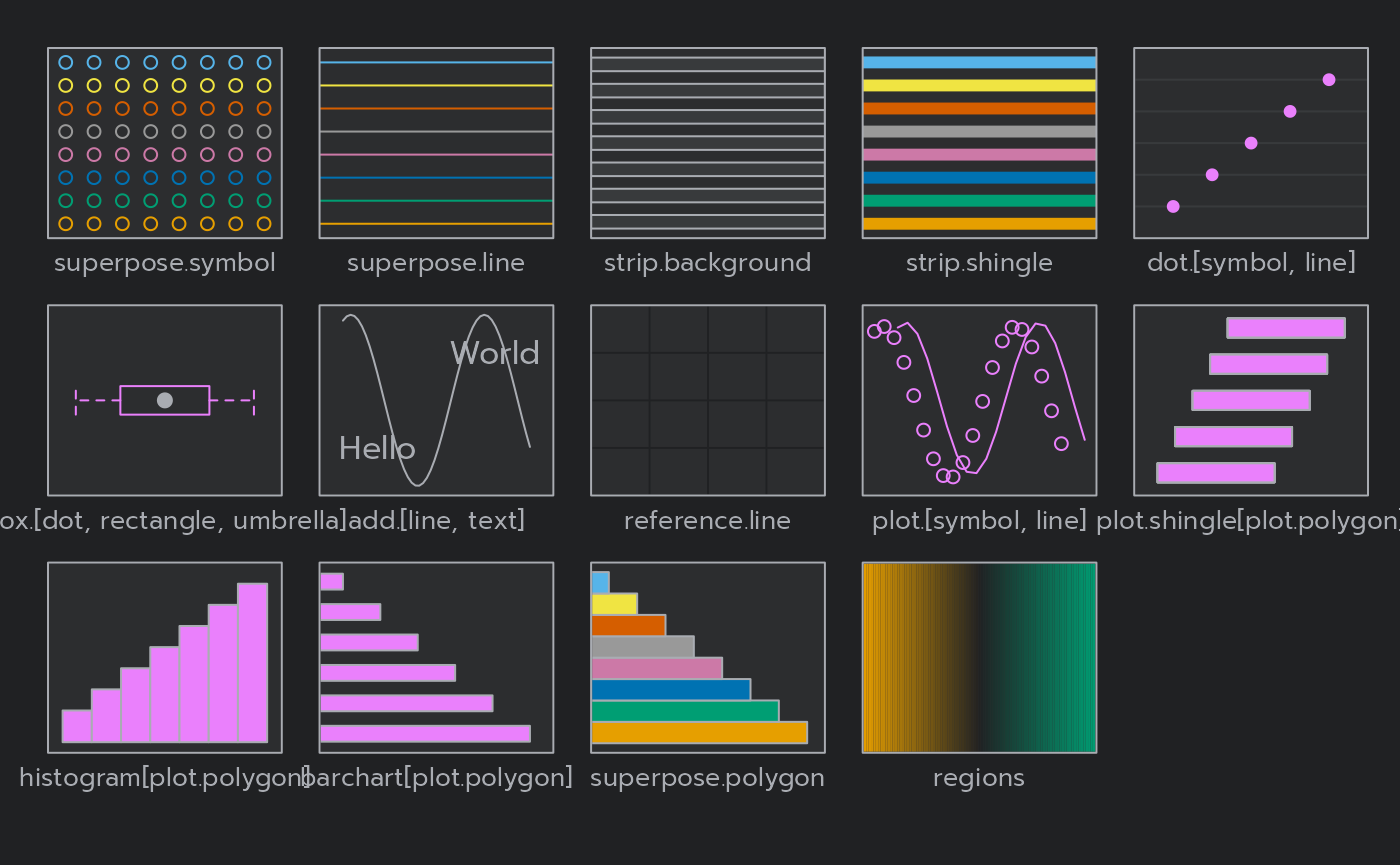 superpose.symbol
superpose.line
strip.background
strip.shingle
dot.[symbol, line]
World
Hello
ox.[dot, rectangle, umbrella]
add.[line, text]
reference.line
plot.[symbol, line]
plot.shingle[plot.polygon]
histogram[plot.polygon]
barchart[plot.polygon]
superpose.polygon
regions